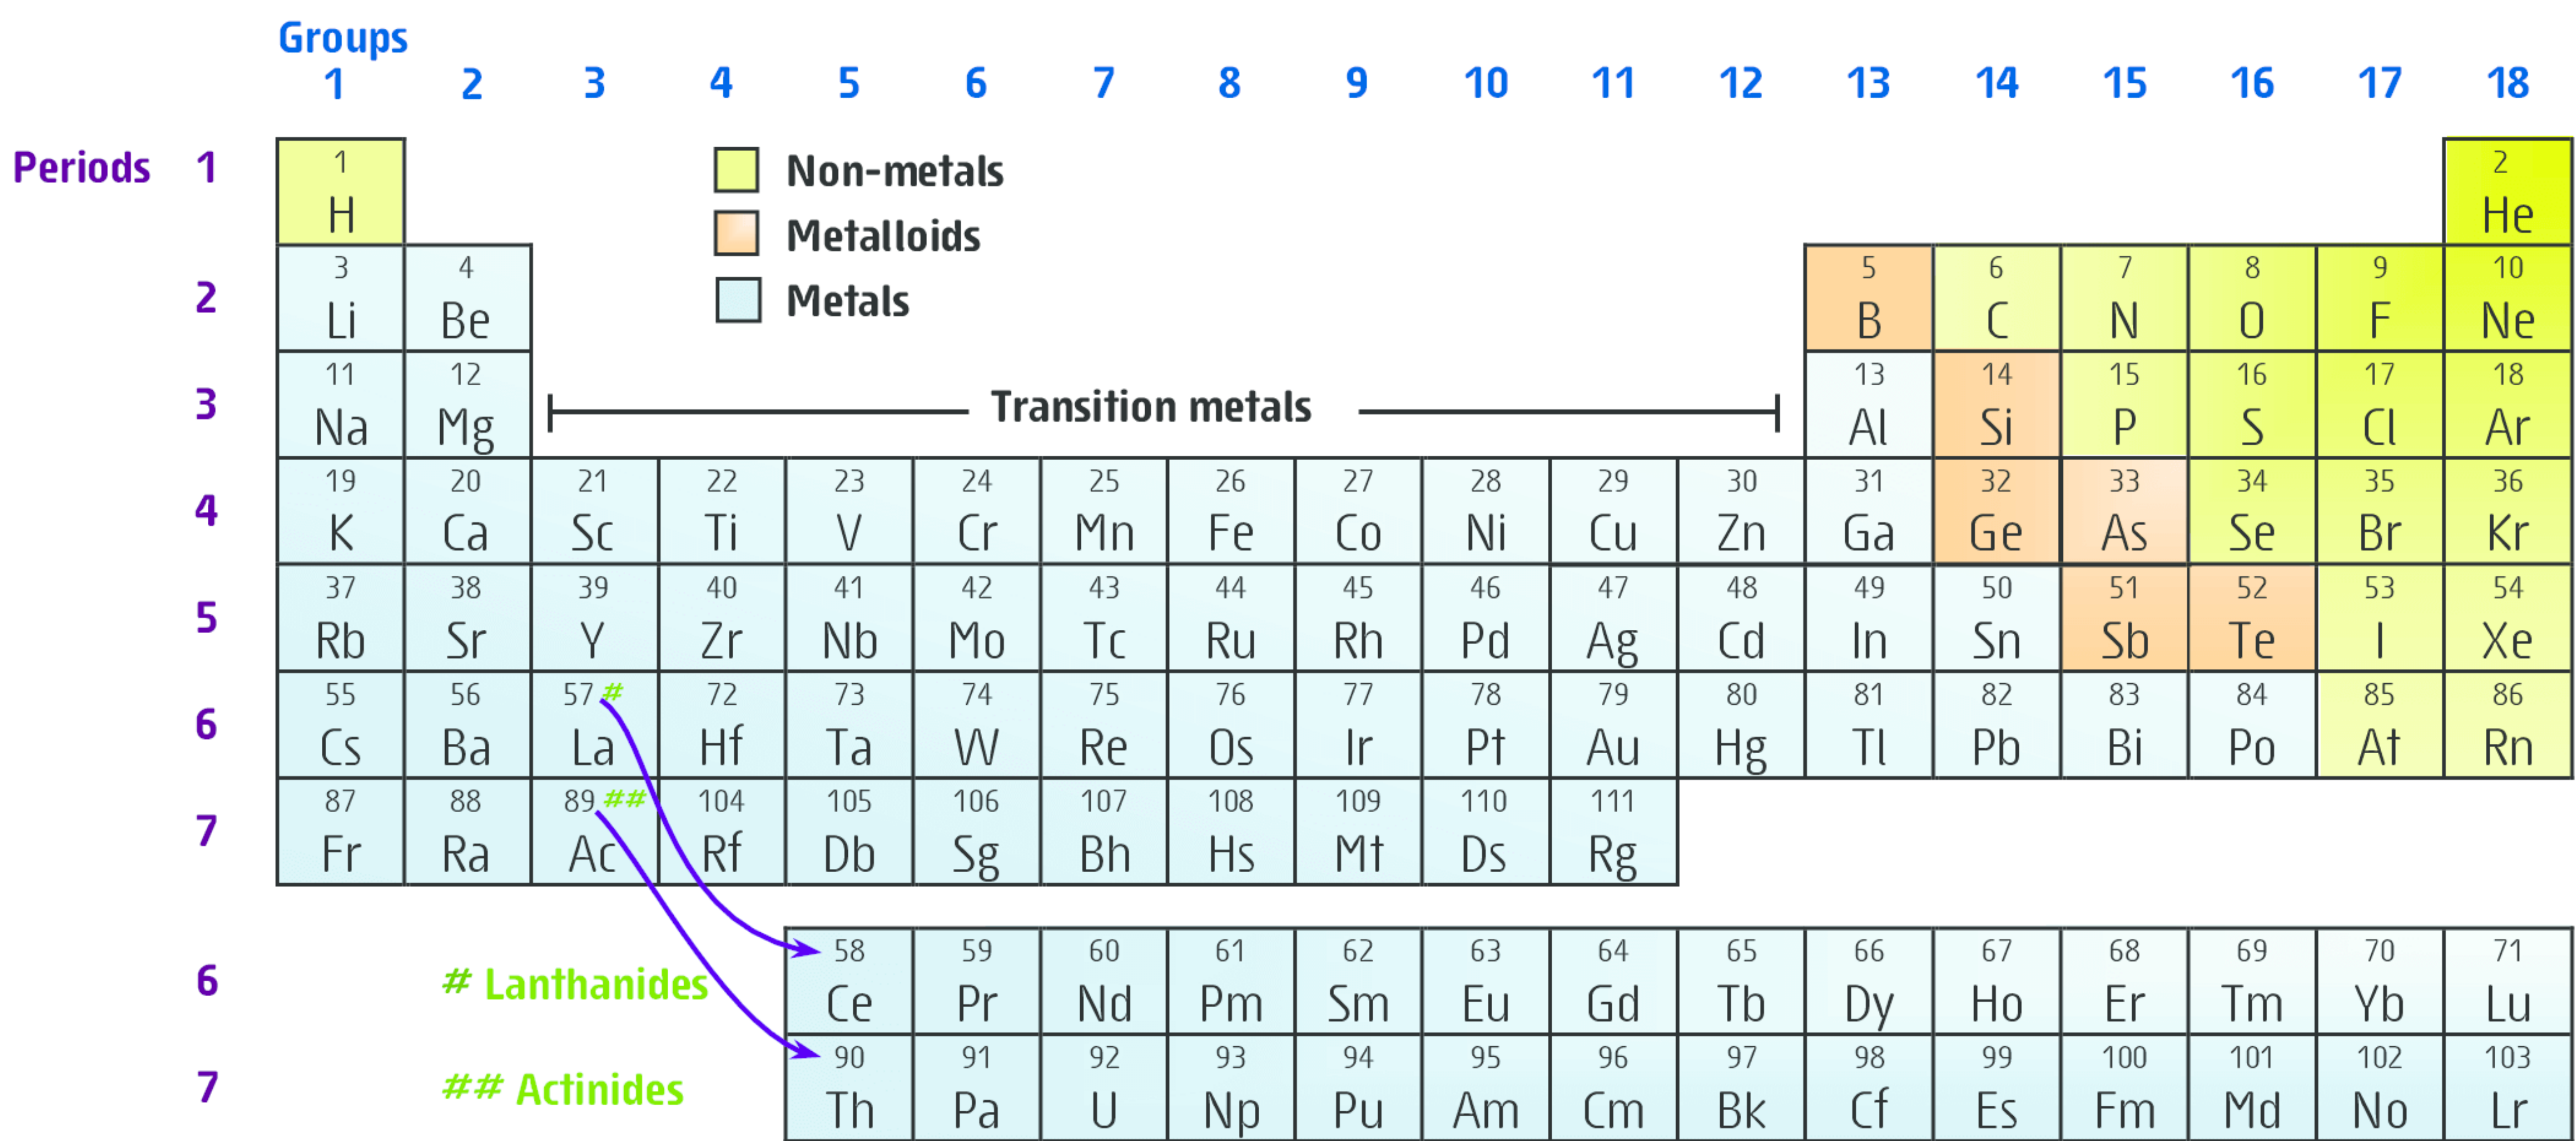 Groups
1 2 3 4 5 6 7 8 9 10 11 12 13 14 15 16 17 18
Periods 1
1 Non-metals 2
H Metalloids He
2
3 4 Metals 5 6 7 8 9 10
Li Be B C N O F Ne
3
11 12 Transition metals 13 14 15 16 17 18
Na Mg Al Si P S Cl Ar
4
19 20 21 22 23 24 25 26 27 28 29 30 31 32 33 34 35 36
K Ca Sc Ti V Cr Mn Fe Co Ni Cu Zn Ga Ge As Se Br Kr
5
37 38 39 40 41 42 43 44 45 46 47 48 49 50 51 52 53 54
Rb Sr Y Zr Nb Mo Tc Ru Rh Pd Ag Cd In Sn Sb Te I Xe
6
55 56 57 # 72 73 74 75 76 77 78 79 80 81 82 83 84 85 86
Cs Ba La Hf Ta W Re Os Ir Pt Au Hg Tl Pb Bi Po At Rn
7
87 88 89 ## 104 105 106 107 108 109 110 111
Fr Ra Ac Rf Db Sg Bh Hs Mt Ds Rg
6 # Lanthanides
58 59 60 61 62 63 64 65 66 67 68 69 70 71
Ce Pr Nd Pm Sm Eu Gd Tb Dy Ho Er Tm Yb Lu
7 ## Actinides
90 91 92 93 94 95 96 97 98 99 100 101 102 103
Th Pa U Np Pu Am Cm Bk Cf Es Fm Md No Lr